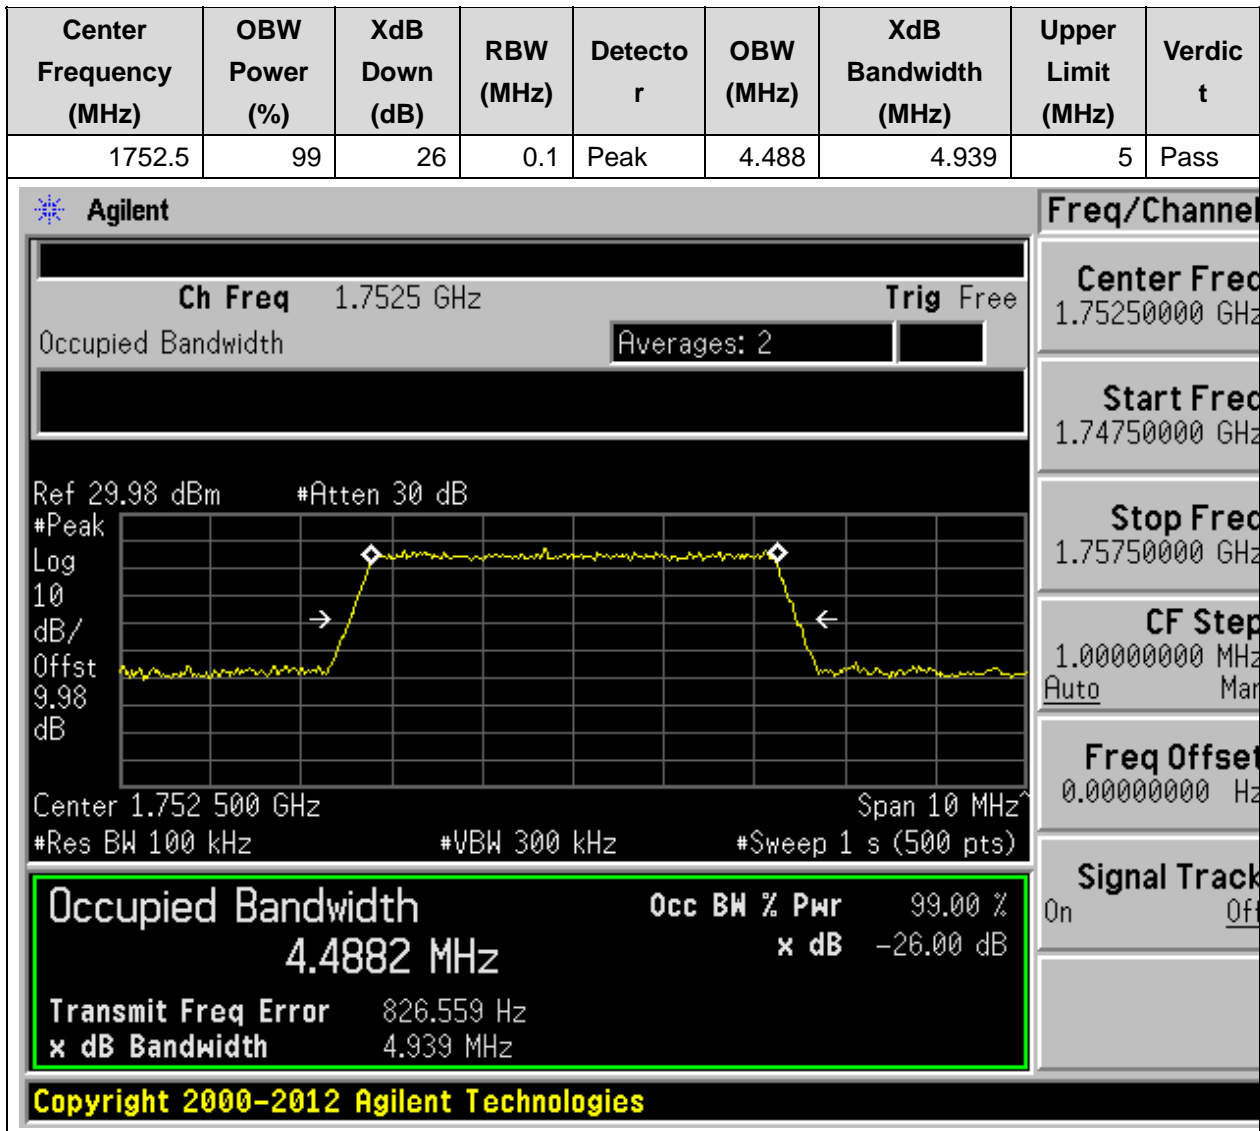 Center Frequency (MHz) OBW Power (%) XdB Down (dB) RBW (MHz) Detector OBW (MHz) XdB Bandwidth (MHz) Upper Limit (MHz) Verdict
1752.5 99 26 0.1 Peak 4.488 4.939 5 Pass
Agilent
Freq/Channel
Ch Freq 1.7525 GHz Trig Free
Occupied Bandwidth Averages: 2
Center Freq
1.75250000 GHz
Start Freq
1.74750000 GHz
Stop Freq
1.75750000 GHz
CF Step
1.00000000 MHz
Auto Man
Freq Offset
0.00000000 Hz
Signal Track
On Off
Ref 29.98 dBm #Atten 30 dB
#Peak
Log
10
dB/
Offst
9.98
dB
Center 1.752 500 GHz Span 10 MHz^
#Res BW 100 kHz #VBW 300 kHz #Sweep 1 s (500 pts)
Occupied Bandwidth Occ BW % Pwr 99.00 %
4.4882 MHz x dB -26.00 dB
Transmit Freq Error 826.559 Hz
x dB Bandwidth 4.939 MHz
Copyright 2000-2012 Agilent Technologies